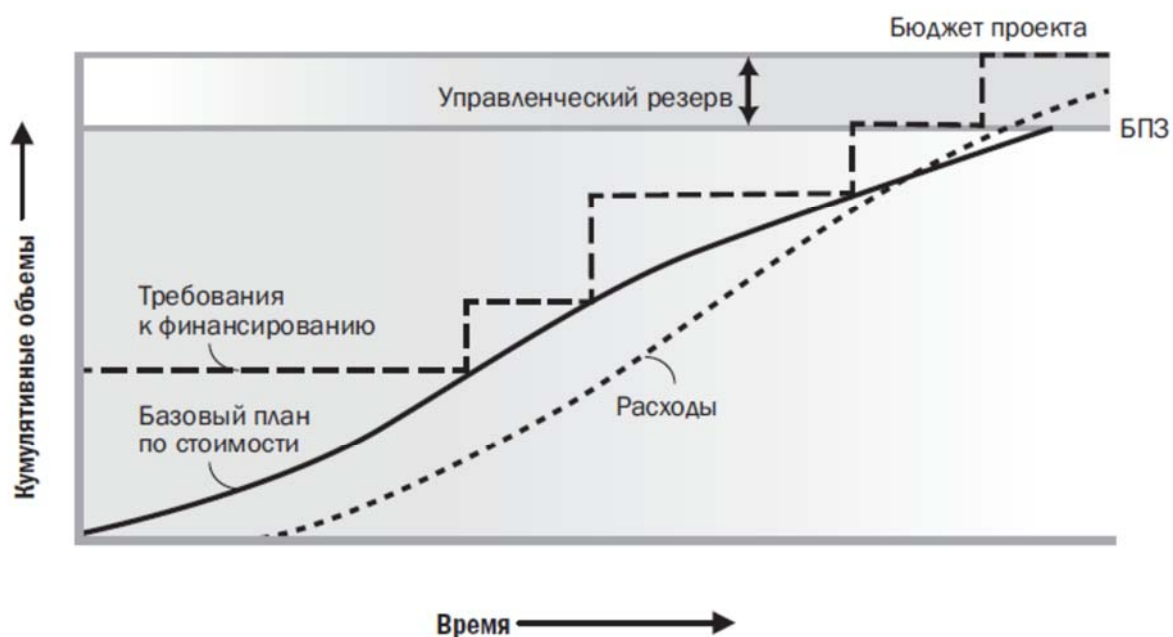 Бюджет проекта
Управленческий резерв
БПЗ
Кумулятивные объемы
Требования
к финансированию
Базовый план
по стоимости
Расходы
Время